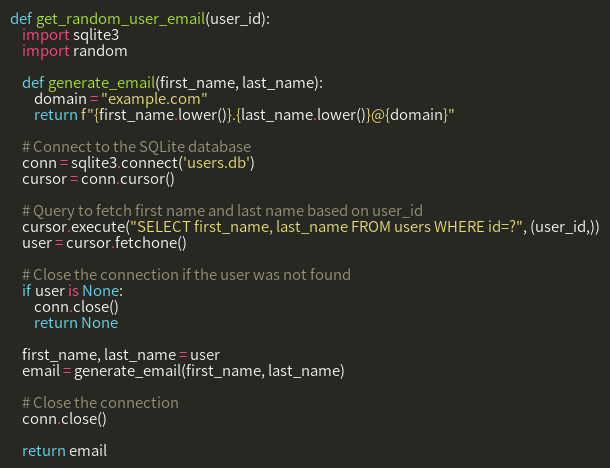 def get_random_user_email(user_id):
    import sqlite3
    import random

    def generate_email(first_name, last_name):
        domain = "example.com"
        return f"{first_name.lower()}.{last_name.lower()}@{domain}"

    # Connect to the SQLite database
    conn = sqlite3.connect('users.db')
    cursor = conn.cursor()

    # Query to fetch first name and last name based on user_id
    cursor.execute("SELECT first_name, last_name FROM users WHERE id=?", (user_id,))
    user = cursor.fetchone()

    # Close the connection if the user was not found
    if user is None:
        conn.close()
        return None

    first_name, last_name = user
    email = generate_email(first_name, last_name)

    # Close the connection
    conn.close()

    return email